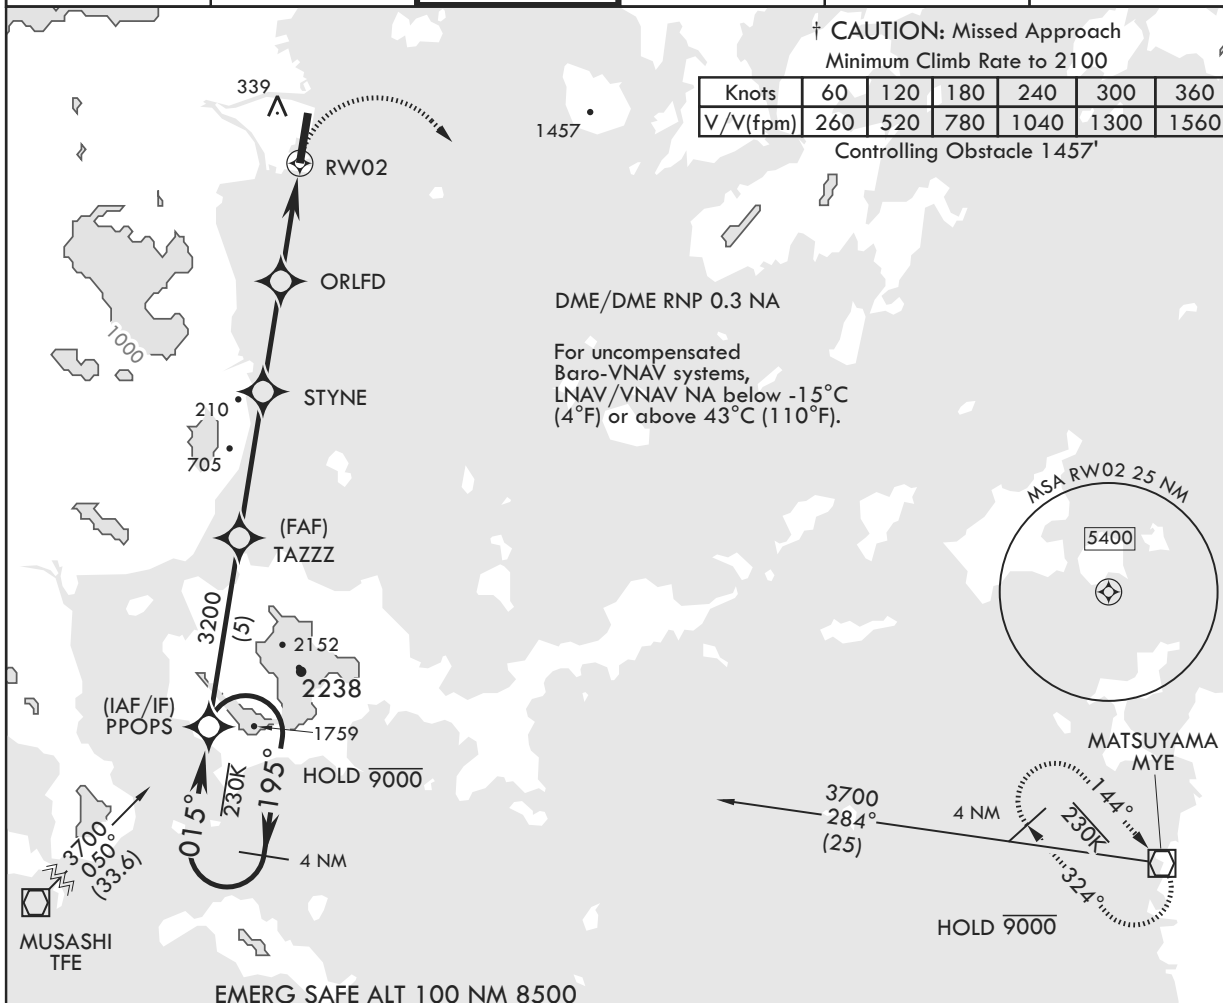 † CAUTION: Missed Approach
Minimum Climb Rate to 2100
Knots 60 120 180 240 300 360
V/V(fpm) 260 520 780 1040 1300 1560
Controlling Obstacle 1457'
339
1457
RW02
ORLFD
DME/DME RNP 0.3 NA
1000
For uncompensated
Baro-VNAV systems,
LNAV/VNAV NA below -15°C
(4°F) or above 43°C (110°F).
STYNE
210
705
MSA RW02 25 NM
5400
(FAF)
TAZZZ
3200
(5)
2152
2238
(IAF/IF)
PPOPS
1759
HOLD 9000
015°
230K
195°
4 NM
MATSUYAMA
MYE
3700
284°
(25)
4 NM
144°
230K
324°
HOLD 9000
3700
050°
(33.6)
MUSASHI
TFE
EMERG SAFE ALT 100 NM 8500